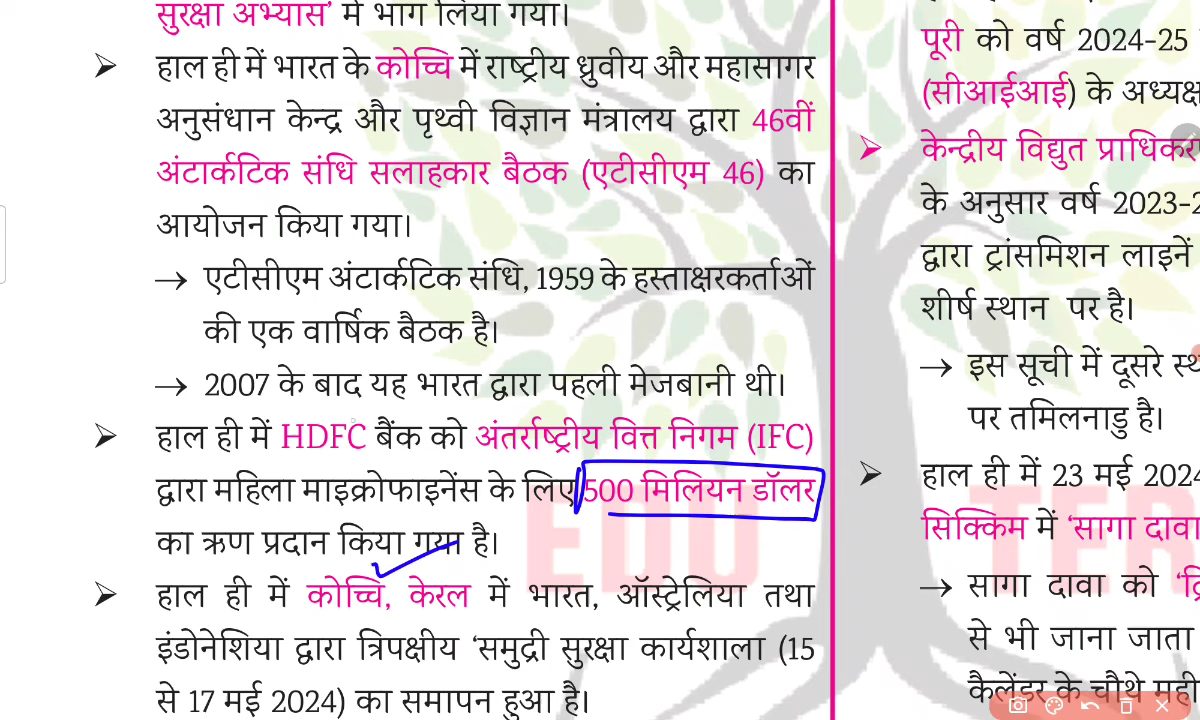 सुरक्षा अभ्यास’ में भाग लिया गया।
➢ हाल ही में भारत के कोच्चि में राष्ट्रीय ध्रुवीय और महासागर
अनुसंधान केन्द्र और पृथ्वी विज्ञान मंत्रालय द्वारा 46वीं
अंटार्कटिक संधि सलाहकार बैठक (एटीसीएम 46) का
आयोजन किया गया।
→ एटीसीएम अंटार्कटिक संधि, 1959 के हस्ताक्षरकर्ताओं
की एक वार्षिक बैठक है।
→ 2007 के बाद यह भारत द्वारा पहली मेजबानी थी।
➢ हाल ही में HDFC बैंक को अंतर्राष्ट्रीय वित्त निगम (IFC)
द्वारा महिला माइक्रोफाइनेंस के लिए 500 मिलियन डॉलर
का ऋण प्रदान किया गया है।
➢ हाल ही में कोच्चि, केरल में भारत, ऑस्ट्रेलिया तथा
इंडोनेशिया द्वारा त्रिपक्षीय ‘समुद्री सुरक्षा कार्यशाला (15
से 17 मई 2024) का समापन हुआ है।
पूरी को वर्ष 2024-25
(सीआईआई) के अध्यक्ष
➢ केन्द्रीय विद्युत प्राधिकरण
के अनुसार वर्ष 2023-2
द्वारा ट्रांसमिशन लाइनें
शीर्ष स्थान पर है।
→ इस सूची में दूसरे स्थ
पर तमिलनाडु है।
➢ हाल ही में 23 मई 2024
सिक्किम में ‘सागा दावा
→ सागा दावा को ‘ट्रि
से भी जाना जाता
कैलेंडर के चौथे मही
EDU TER